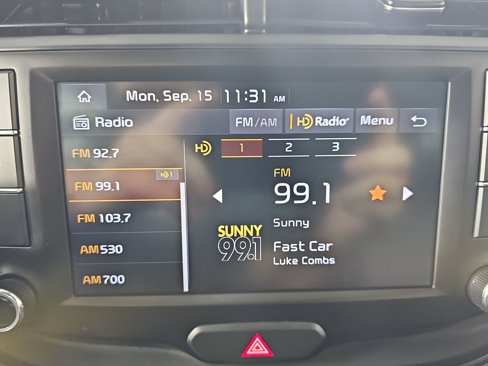 Mon, Sep. 15 11:31 AM
Radio FM/AM HD Radio Menu
FM 92.7
HD 1 2 3
HD1
FM 99.1
FM
99.1
FM 103.7
Sunny
AM 530
SUNNY
99.1
Fast Car
Luke Combs
AM 700